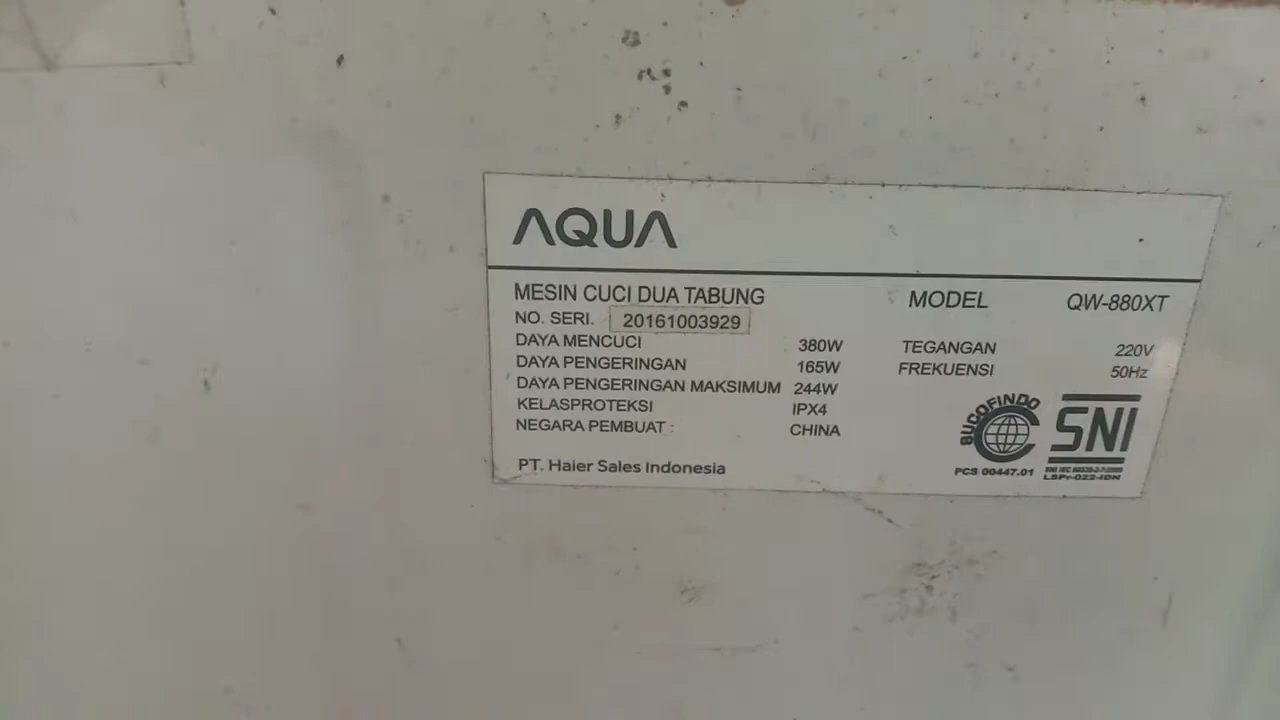 AQUA
MESIN CUCI DUA TABUNG
NO. SERI. 20161003929
DAYA MENCUCI 380W
DAYA PENGERINGAN 165W
DAYA PENGERINGAN MAKSIMUM 244W
KELASPROTEKSI IPX4
NEGARA PEMBUAT : CHINA
PT. Haier Sales Indonesia
MODEL QW-880XT
TEGANGAN 220V
FREKUENSI 50Hz
SUCOFINDO
PCS 00447.01
SNI
LSPr-022-IDN